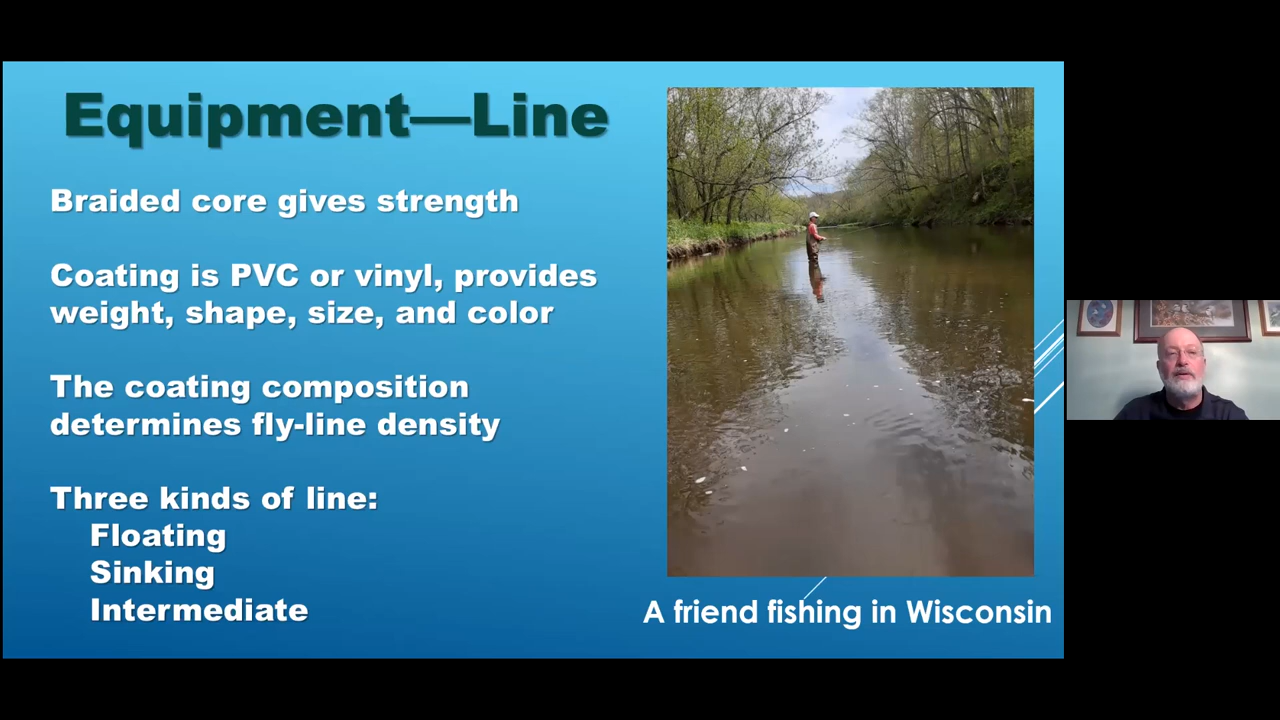 Equipment—Line
Braided core gives strength
Coating is PVC or vinyl, provides
weight, shape, size, and color
The coating composition
determines fly-line density
Three kinds of line:
Floating
Sinking
Intermediate
A friend fishing in Wisconsin